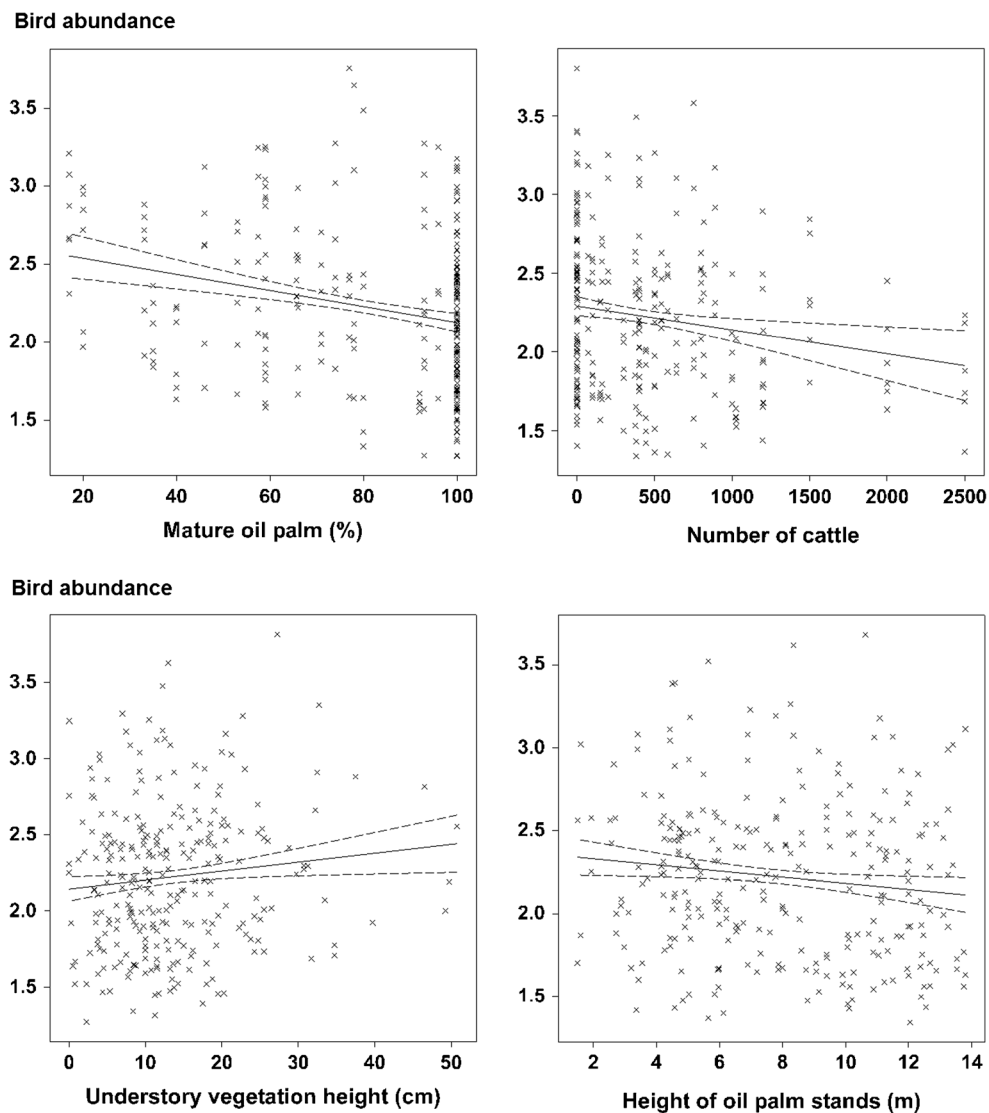 Bird abundance
3.5
3.0
2.5
2.0
1.5
20 40 60 80 100
Mature oil palm (%)
3.5
3.0
2.5
2.0
1.5
0 500 1000 1500 2000 2500
Number of cattle
Bird abundance
3.5
3.0
2.5
2.0
1.5
0 10 20 30 40 50
Understory vegetation height (cm)
3.5
3.0
2.5
2.0
1.5
2 4 6 8 10 12 14
Height of oil palm stands (m)